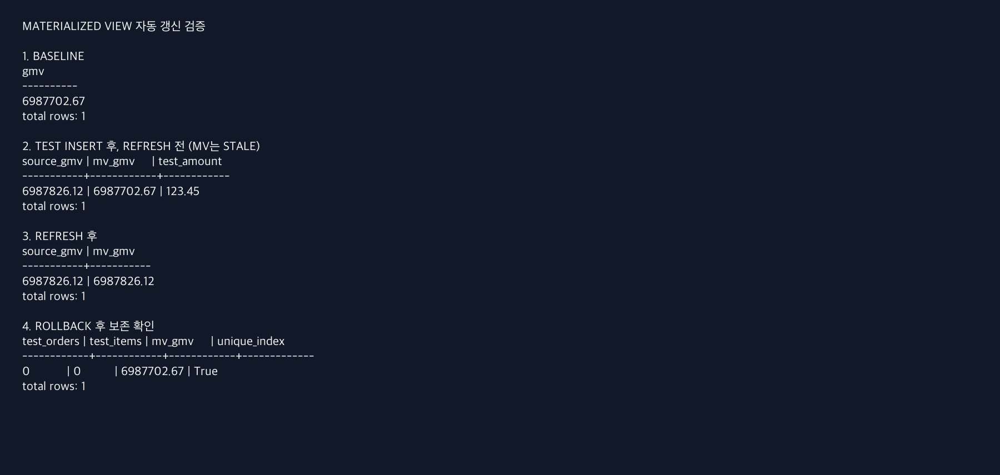 MATERIALIZED VIEW 자동 갱신 검증
1. BASELINE
gmv
----------
6987702.67
total rows: 1
2. TEST INSERT 후, REFRESH 전 (MV는 STALE)
source_gmv | mv_gmv     | test_amount
-----------+------------+------------
6987826.12 | 6987702.67 | 123.45
total rows: 1
3. REFRESH 후
source_gmv | mv_gmv
-----------+-----------
6987826.12 | 6987826.12
total rows: 1
4. ROLLBACK 후 보존 확인
test_orders | test_items | mv_gmv     | unique_index
------------+------------+------------+-------------
0           | 0          | 6987702.67 | True
total rows: 1